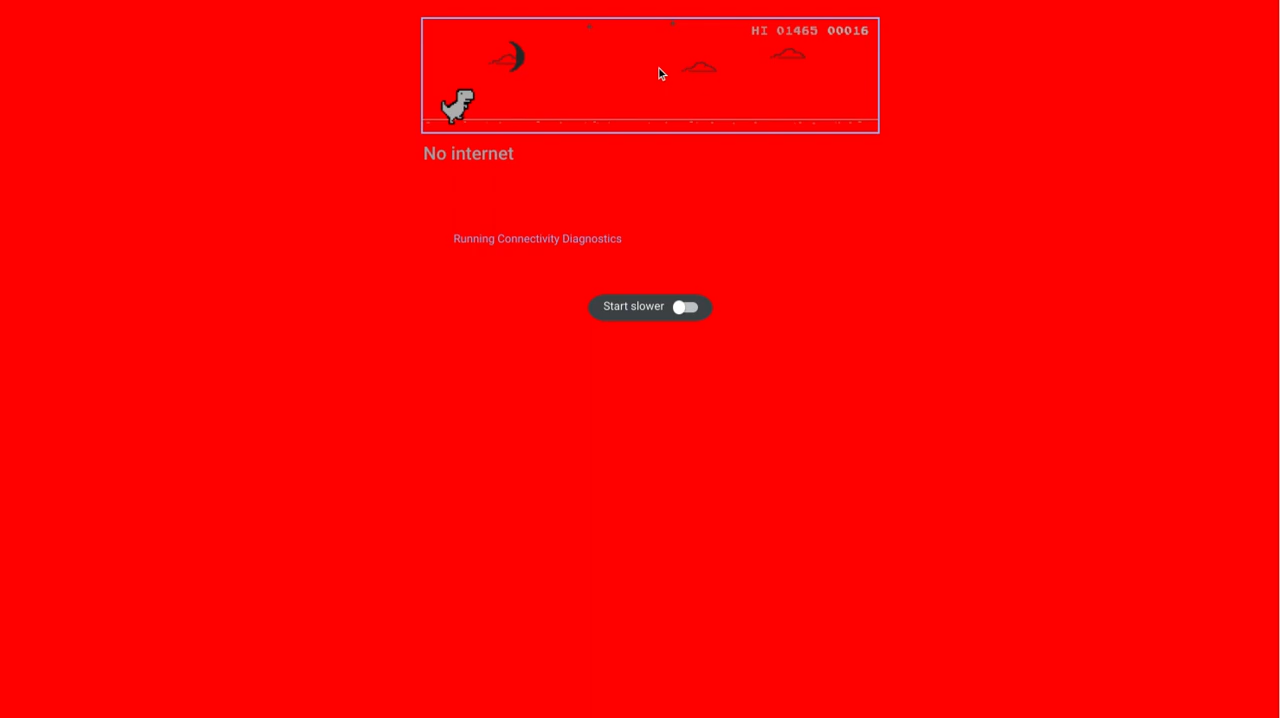 HI 01465 00016
No internet
Running Connectivity Diagnostics
Start slower